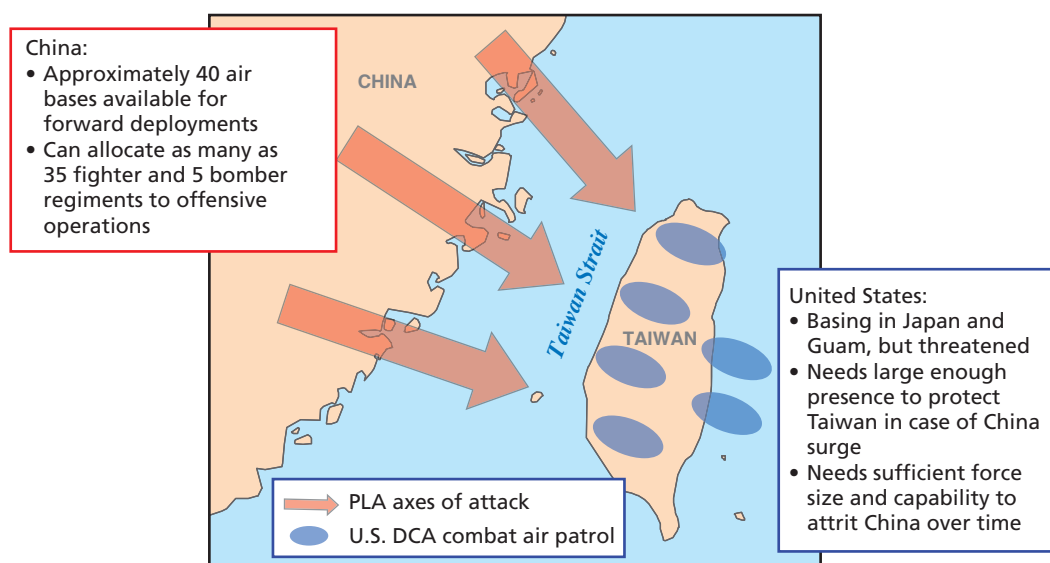 China:
• Approximately 40 air
bases available for
forward deployments
• Can allocate as many as
35 fighter and 5 bomber
regiments to offensive
operations
CHINA
Taiwan Strait
TAIWAN
United States:
• Basing in Japan and
Guam, but threatened
• Needs large enough
presence to protect
Taiwan in case of China
surge
• Needs sufficient force
size and capability to
attrit China over time
PLA axes of attack
U.S. DCA combat air patrol